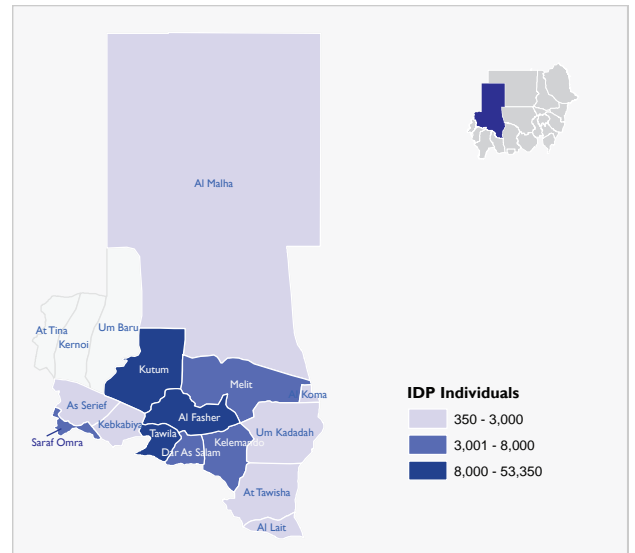 Al Malha
At Tina
Um Baru
Kernoi
Kutum
Melit
Al Koma
As Serief
Al Fasher
Kebkabiya
Tawila
Um Kadadah
Saraf Omra
Kelemando
Dar As Salam
At Tawisha
Al Lait
IDP Individuals
350 - 3,000
3,001 - 8,000
8,000 - 53,350